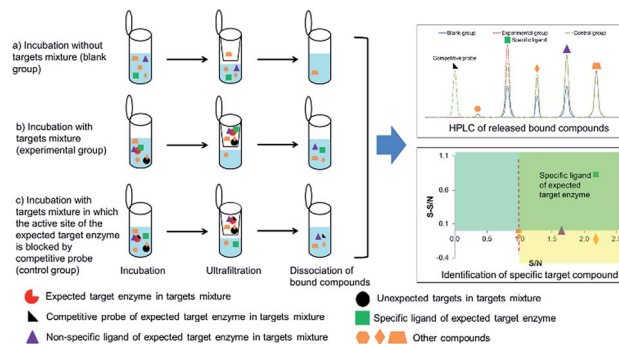 a) Incubation without
targets mixture (blank
group)
b) Incubation with
targets mixture
(experimental group)
c) Incubation with
targets mixture in which
the active site of the
expected target enzyme
is blocked by
competitive probe
(control group)
Incubation
Ultrafiltration
Dissociation of
bound compounds
Blank group
Experimental group
Control group
Specific ligand
Competitive probe
HPLC of released bound compounds
S-S/N
1.1
0.6
0.1
-0.4
0.0
0.5
1.0
1.5
2.0
2.
Specific ligand
of expected target
enzyme
S/N
Identification of specific target compound
Expected target enzyme in targets mixture
Competitive probe of expected target enzyme in targets mixture
Non-specific ligand of expected target enzyme in targets mixture
Unexpected targets in targets mixture
Specific ligand of expected target enzyme
Other compounds